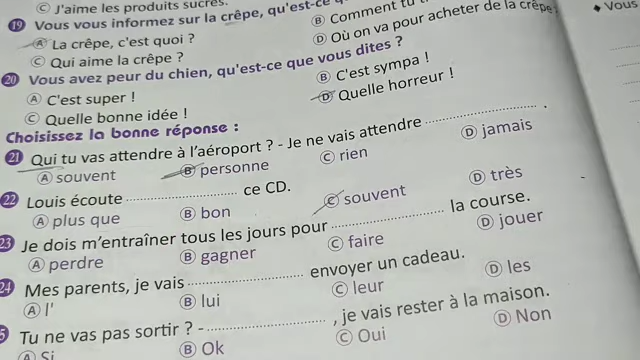 Ⓒ J'aime les produits sucrés.
19 Vous vous informez sur la crêpe, qu'est-ce
Ⓐ La crêpe, c'est quoi ? Ⓑ Comment
Ⓒ Qui aime la crêpe ? Ⓓ Où on va pour acheter de la crêpe
20 Vous avez peur du chien, qu'est-ce que vous dites ?
Ⓐ C'est super ! Ⓑ C'est sympa !
Ⓒ Quelle bonne idée ! Ⓓ Quelle horreur !
Choisissez la bonne réponse :
21 Qui tu vas attendre à l'aéroport ? - Je ne vais attendre .................... .
Ⓐ souvent Ⓑ personne Ⓒ rien Ⓓ jamais
22 Louis écoute .................... ce CD.
Ⓐ plus que Ⓑ bon Ⓒ souvent Ⓓ très
23 Je dois m'entraîner tous les jours pour .................... la course.
Ⓐ perdre Ⓑ gagner Ⓒ faire Ⓓ jouer
24 Mes parents, je vais .................... envoyer un cadeau.
Ⓐ l' Ⓑ lui Ⓒ leur Ⓓ les
5 Tu ne vas pas sortir ? - .................... , je vais rester à la maison.
Ⓐ Si Ⓑ Ok Ⓒ Oui Ⓓ Non
◆ Vous